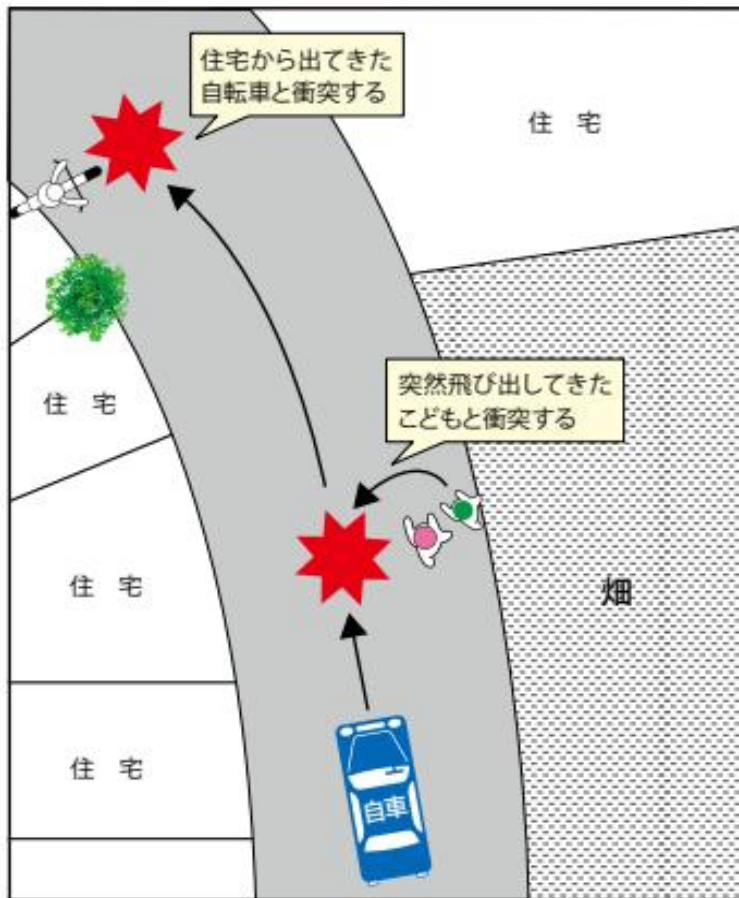 住宅から出てきた
自転車と衝突する
住 宅
突然飛び出してきた
こどもと衝突する
住 宅
住 宅
畑
住 宅
自車